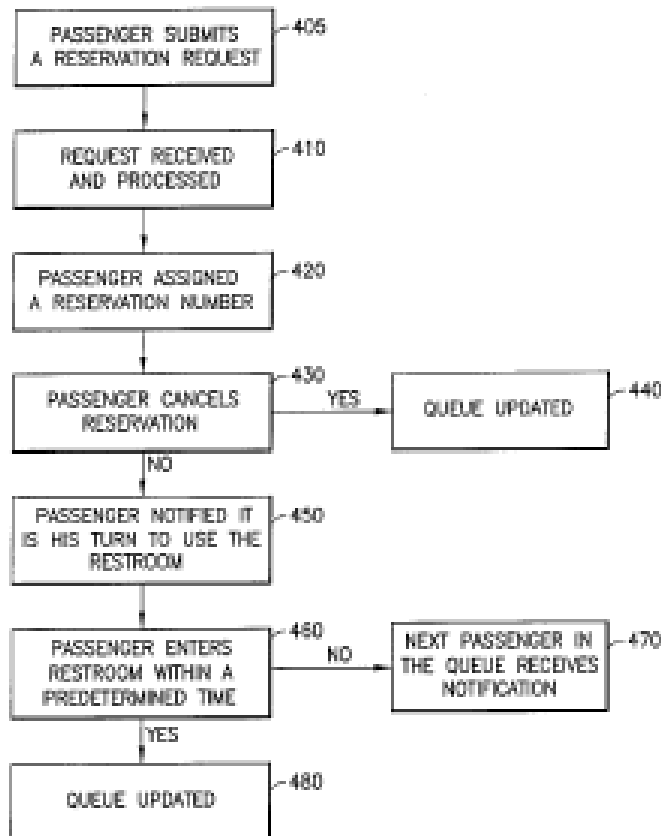 PASSENGER SUBMITS
A RESERVATION REQUEST
405
REQUEST RECEIVED
AND PROCESSED
410
PASSENGER ASSIGNED
A RESERVATION NUMBER
420
PASSENGER CANCELS
RESERVATION
430
YES
QUEUE UPDATED
440
NO
PASSENGER NOTIFIED IT
IS HIS TURN TO USE THE
RESTROOM
450
PASSENGER ENTERS
RESTROOM WITHIN A
PREDETERMINED TIME
460
NO
NEXT PASSENGER IN
THE QUEUE RECEIVES
NOTIFICATION
470
YES
QUEUE UPDATED
480